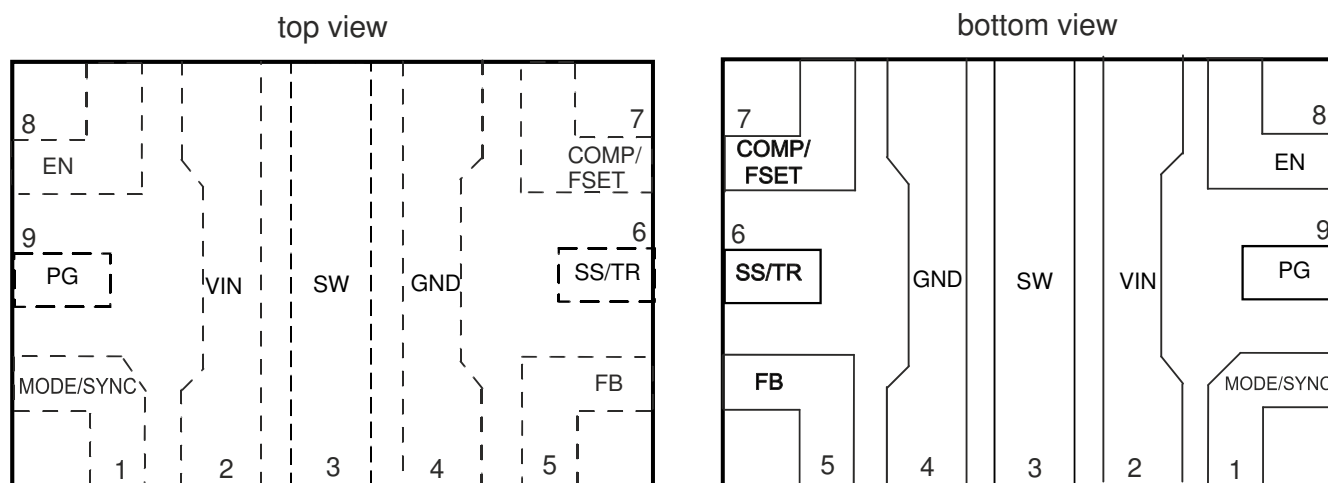 top view
8
7
EN
COMP/
FSET
9
6
PG
VIN
SW
GND
SS/TR
MODE/SYNC
FB
1
2
3
4
5
bottom view
7
8
COMP/
FSET
EN
6
9
SS/TR
GND
SW
VIN
PG
FB
MODE/SYNC
5
4
3
2
1